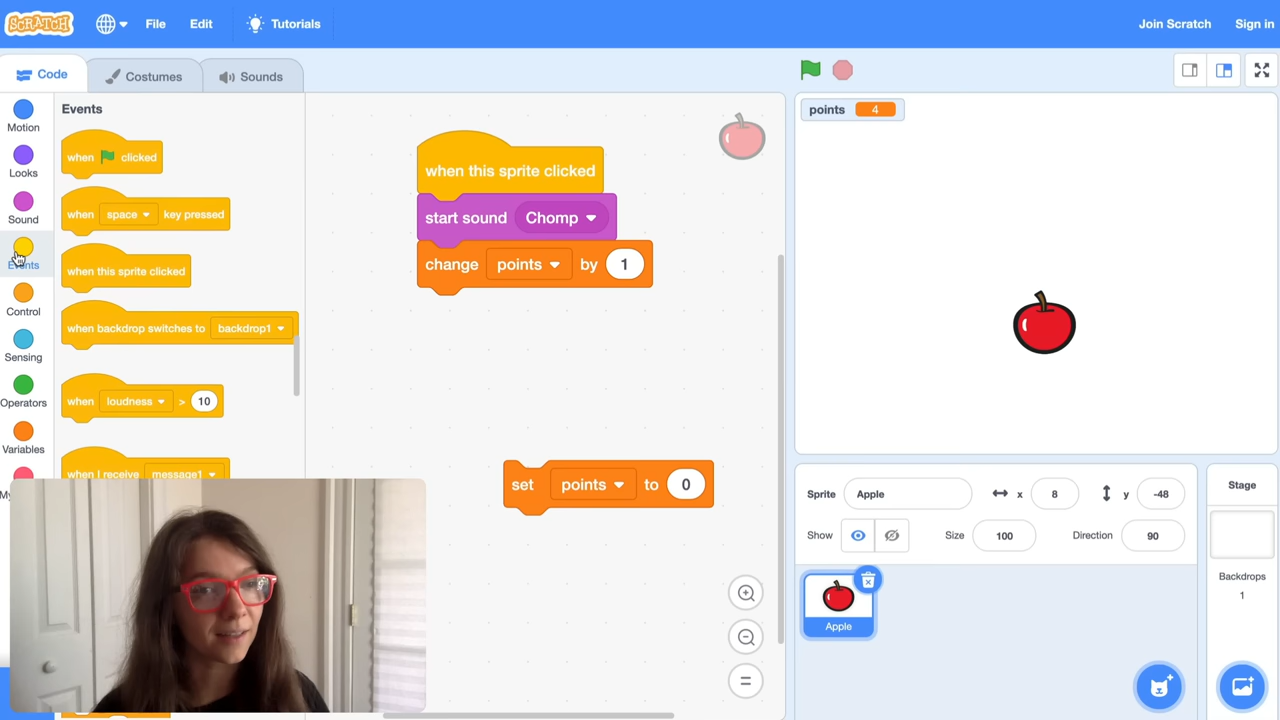 SCRATCH
File
Edit
Tutorials
Join Scratch
Sign in
Code
Costumes
Sounds
Motion
Looks
Sound
Events
Control
Sensing
Operators
Variables
My
Events
when clicked
when space key pressed
when this sprite clicked
when backdrop switches to backdrop1
when loudness > 10
when I receive message1
when this sprite clicked
start sound Chomp
change points by 1
set points to 0
points 4
Sprite Apple x 8 y -48
Show Size 100 Direction 90
Apple
Stage
Backdrops
1